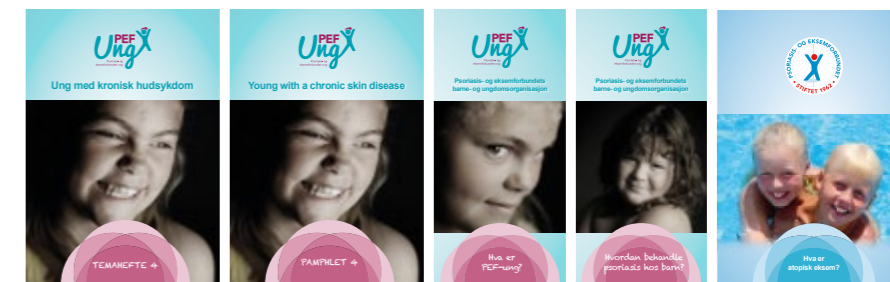 PEF
Ung
Ung med kronisk hudsykdom
TEMAHEFTE 4
PEF
Ung
Young with a chronic skin disease
PAMPHLET 4
PEF
Ung
Psoriasis- og eksemforbundets
barne- og ungdomsorganisasjon
Hva er
PEF-ung?
PEF
Ung
Psoriasis- og eksemforbundets
barne- og ungdomsorganisasjon
Hvordan behandle
psoriasis hos barn?
PSORIASIS- OG EKSEMFORBUNDET
• STIFTET 1962 •
Hva er
atopisk eksem?